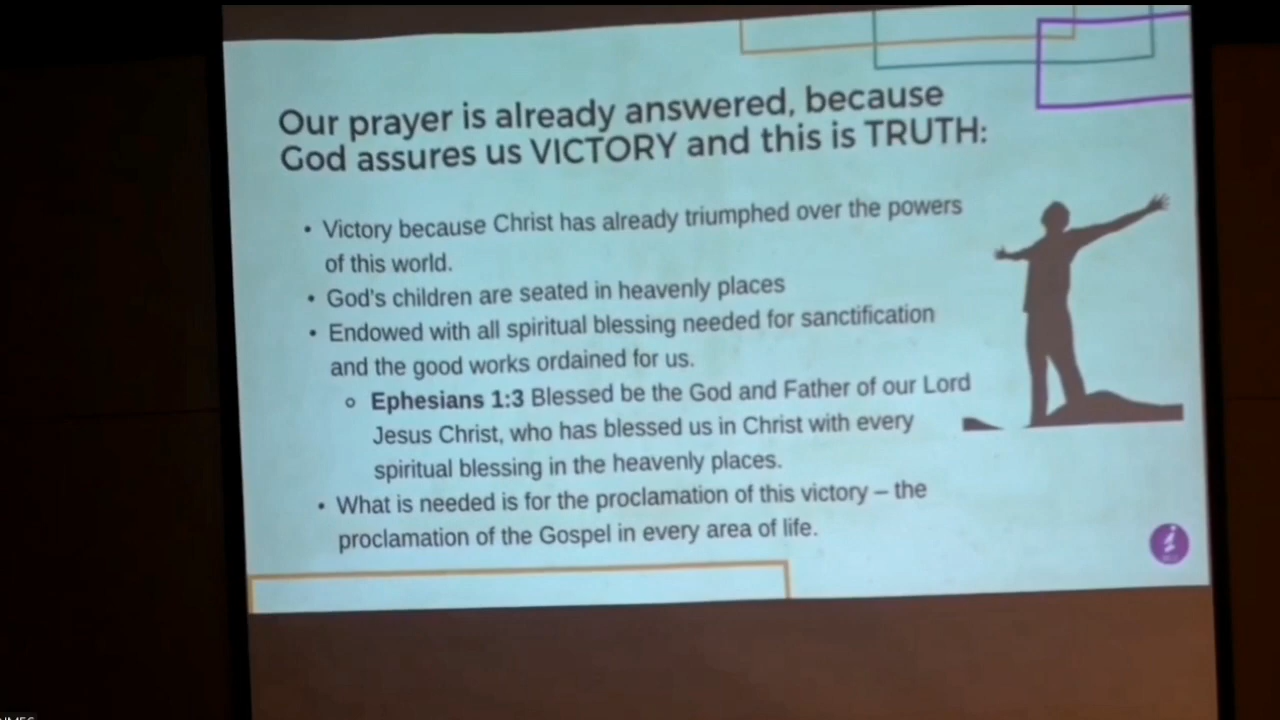 Our prayer is already answered, because
God assures us VICTORY and this is TRUTH:
• Victory because Christ has already triumphed over the powers
of this world.
• God's children are seated in heavenly places
• Endowed with all spiritual blessing needed for sanctification
and the good works ordained for us.
o Ephesians 1:3 Blessed be the God and Father of our Lord
Jesus Christ, who has blessed us in Christ with every
spiritual blessing in the heavenly places.
• What is needed is for the proclamation of this victory – the
proclamation of the Gospel in every area of life.
i